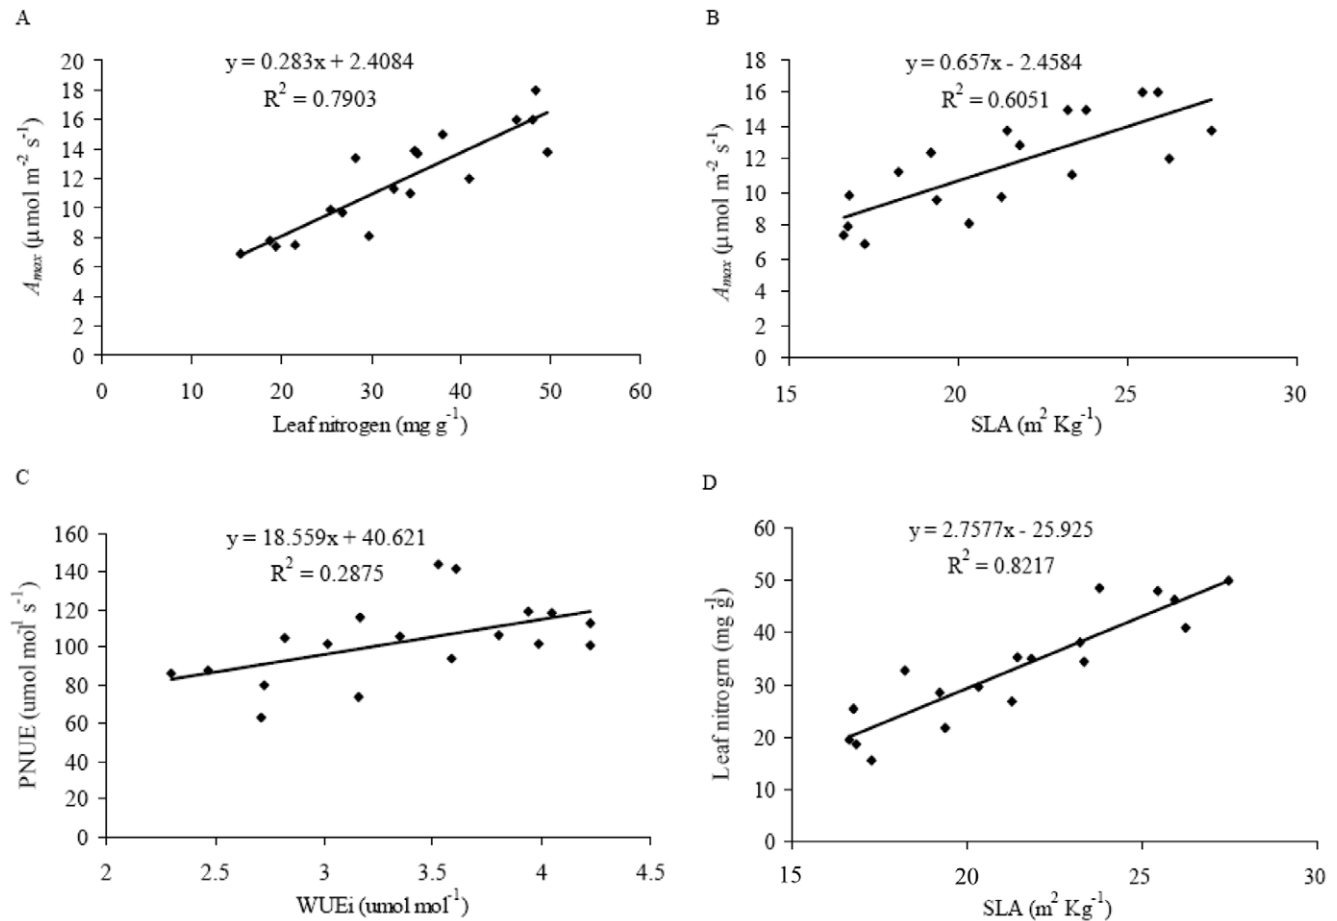 A
y = 0.283x + 2.4084
R² = 0.7903
20
18
16
14
12
10
8
6
4
2
0
A_max (μmol m⁻² s⁻¹)
0 10 20 30 40 50 60
Leaf nitrogen (mg g⁻¹)
B
y = 0.657x - 2.4584
R² = 0.6051
18
16
14
12
10
8
6
4
2
0
A_max (μmol m⁻² s⁻¹)
15 20 25 30
SLA (m² Kg⁻¹)
C
y = 18.559x + 40.621
R² = 0.2875
160
140
120
100
80
60
40
20
0
PNUE (umol mol⁻¹ s⁻¹)
2 2.5 3 3.5 4 4.5
WUEi (umol mol⁻¹)
D
y = 2.7577x - 25.925
R² = 0.8217
60
50
40
30
20
10
0
Leaf nitrogrn (mg⁻¹g)
15 20 25 30
SLA (m² Kg⁻¹)